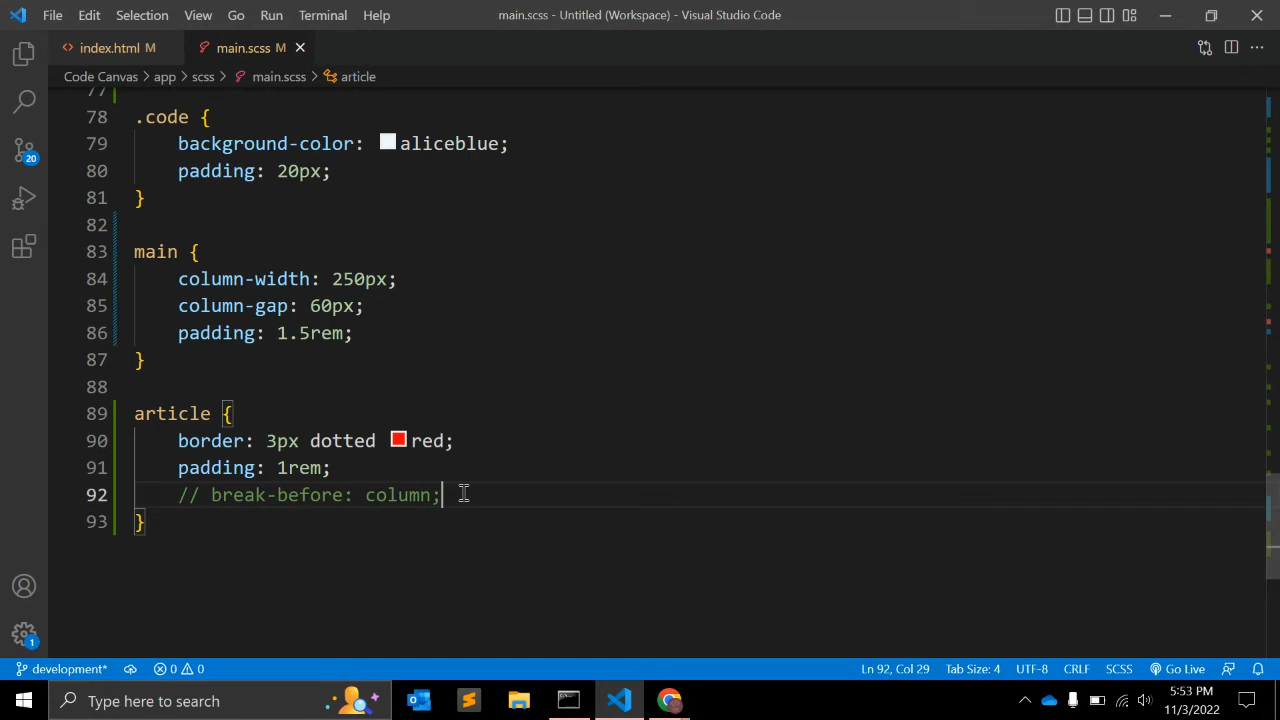 File Edit Selection View Go Run Terminal Help main.scss - Untitled (Workspace) - Visual Studio Code
index.html M main.scss M
Code Canvas > app > scss > main.scss > article
77
78 .code {
79 background-color: aliceblue;
80 padding: 20px;
81 }
82
83 main {
84 column-width: 250px;
85 column-gap: 60px;
86 padding: 1.5rem;
87 }
88
89 article {
90 border: 3px dotted red;
91 padding: 1rem;
92 // break-before: column;
93 }
20
1
development* 0 0 Ln 92, Col 29 Tab Size: 4 UTF-8 CRLF SCSS Go Live
Type here to search
5:53 PM
11/3/2022